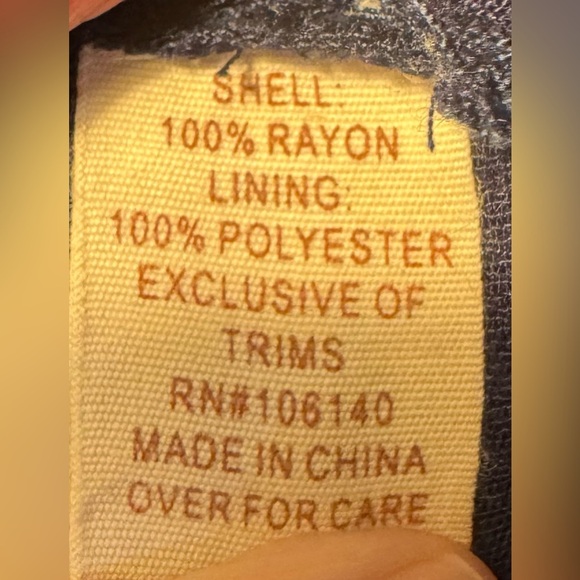 SHELL:
100% RAYON
LINING:
100% POLYESTER
EXCLUSIVE OF
TRIMS
RN#106140
MADE IN CHINA
OVER FOR CARE